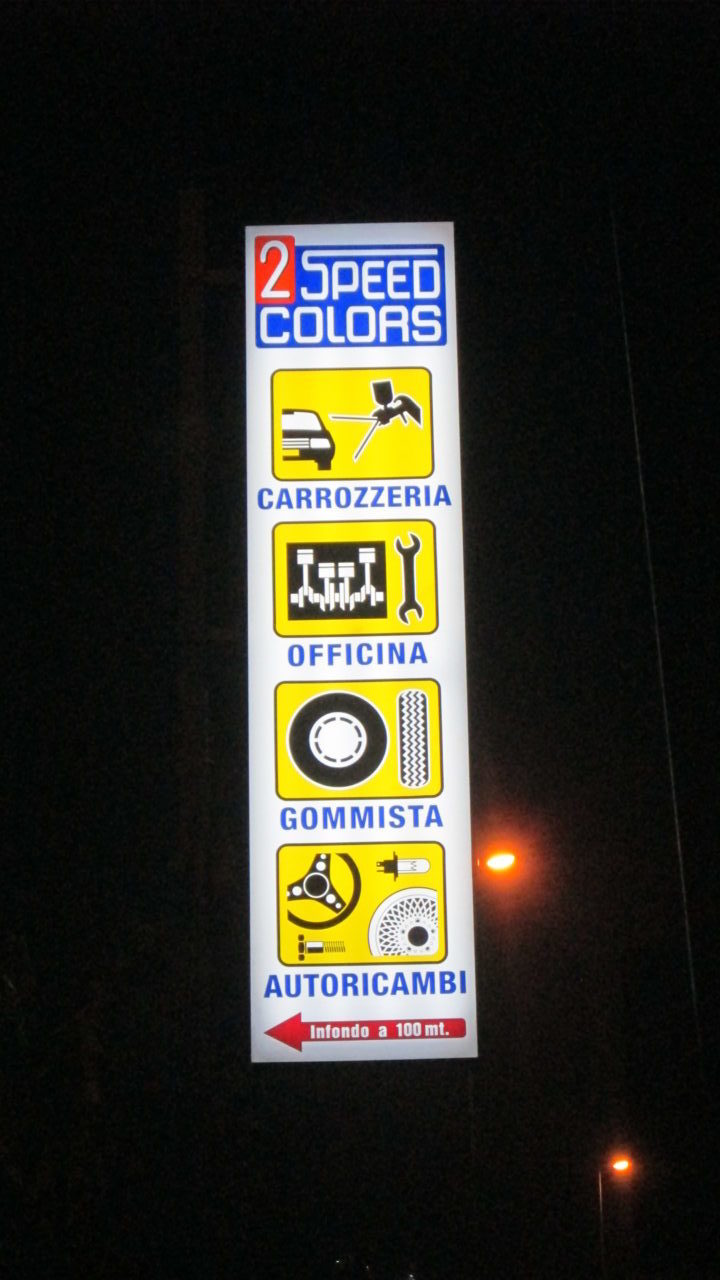 2 SPEED
COLORS
CARROZZERIA
OFFICINA
GOMMISTA
AUTORICAMBI
Infondo a 100 mt.